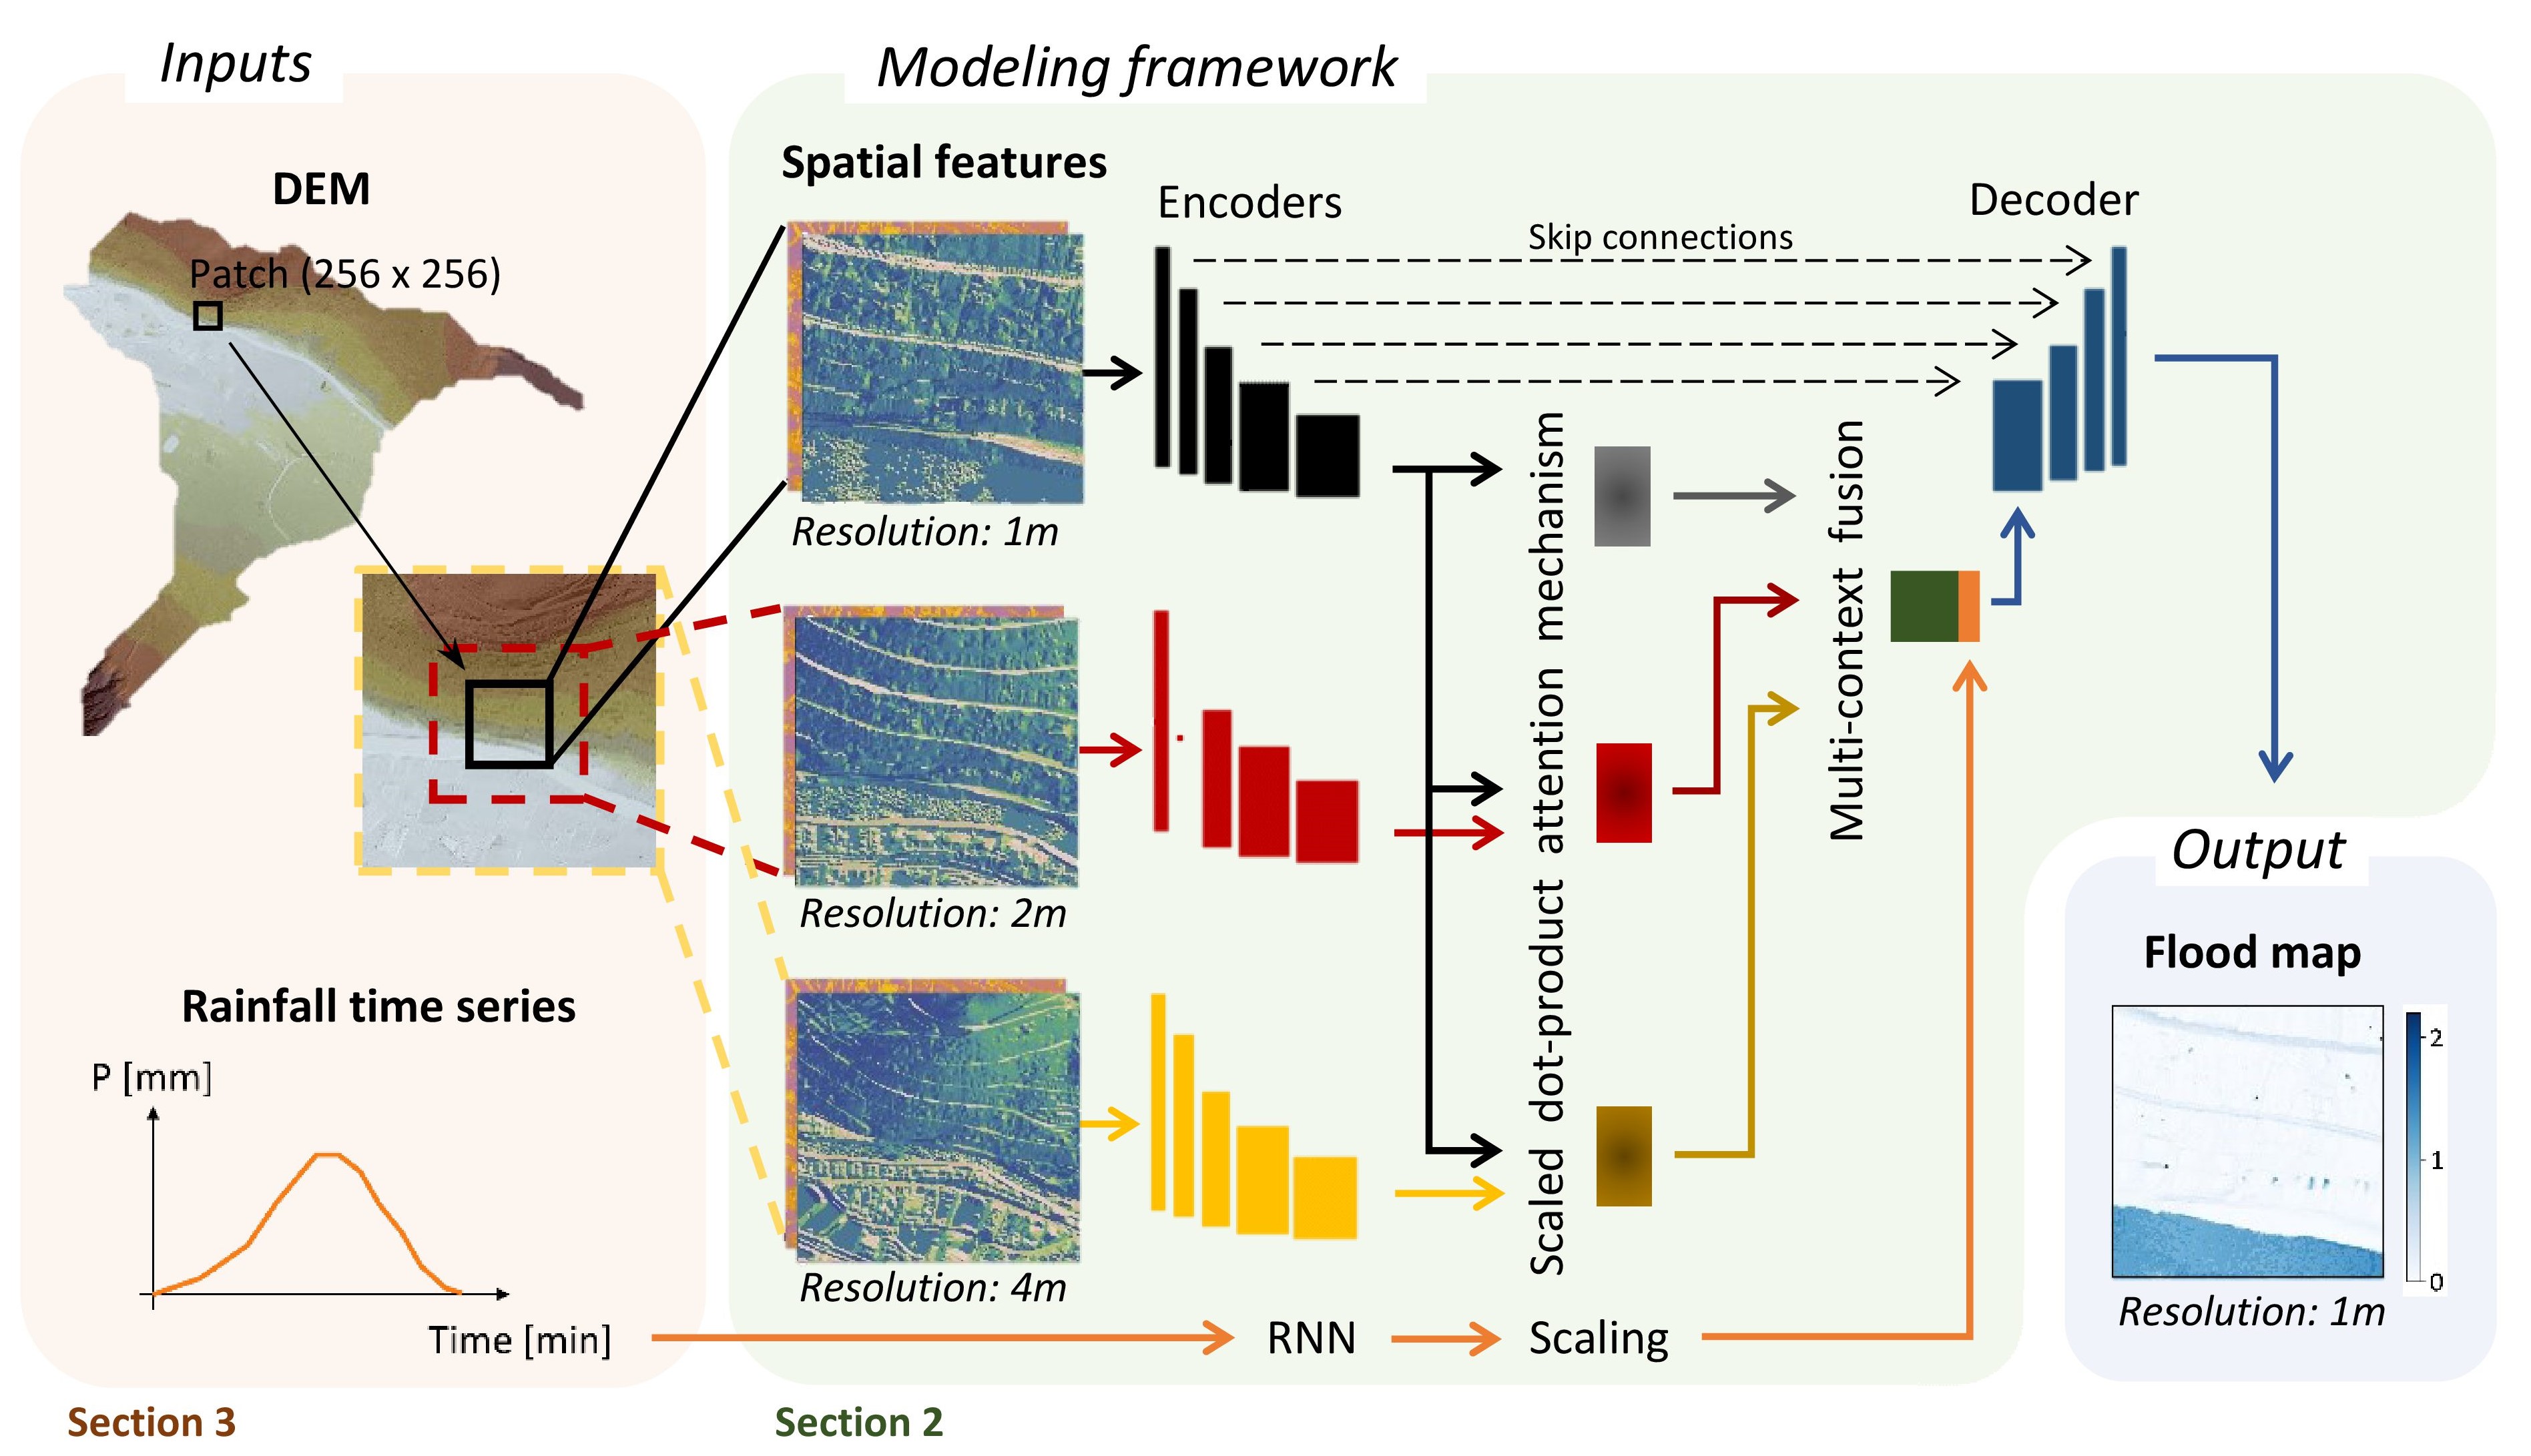 Inputs
Modeling framework
DEM
Patch (256 x 256)
Rainfall time series
P [mm]
Time [min]
Section 3
Spatial features
Encoders
Skip connections
Decoder
Resolution: 1m
Resolution: 2m
Resolution: 4m
Scaled dot-product attention mechanism
Multi-context fusion
RNN
Scaling
Section 2
Output
Flood map
2
1
0
Resolution: 1m